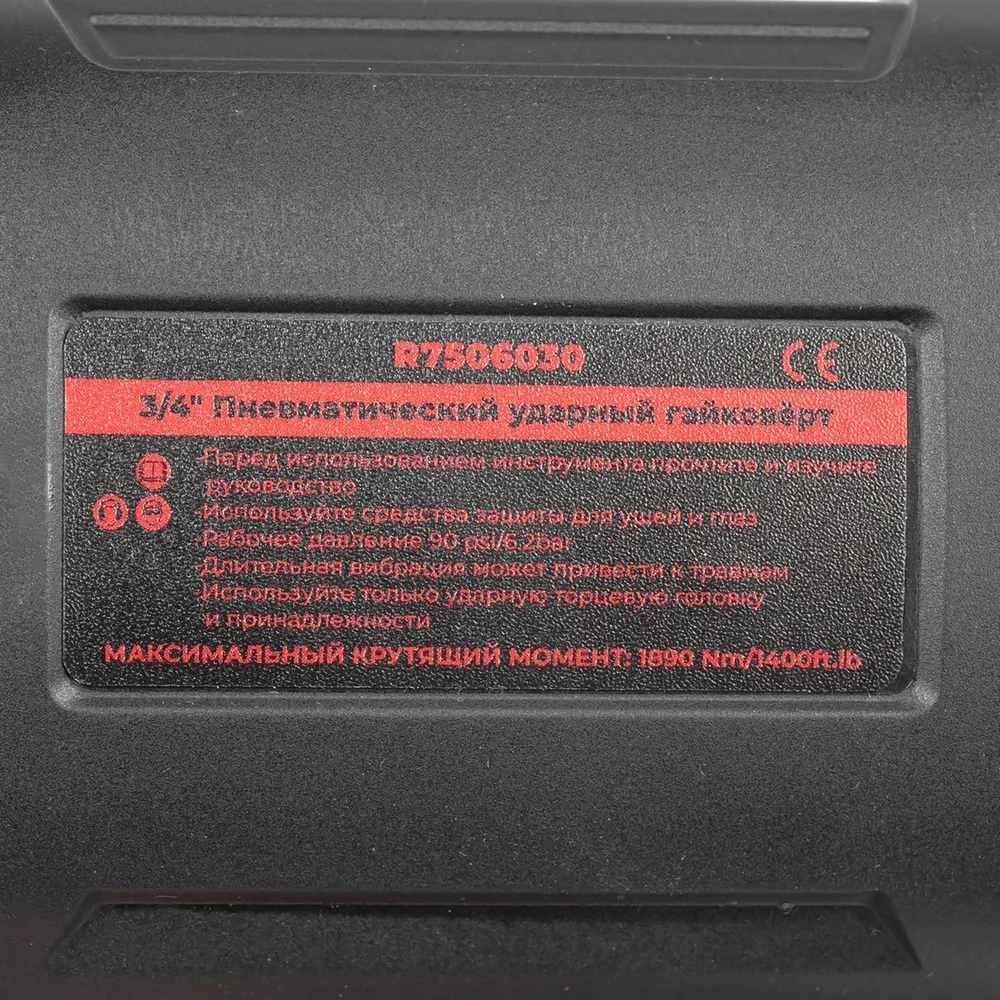 R7506030 CE
3/4" Пневматический ударный гайковёрт
-Перед использованием инструмента прочтите и изучите
руководство
-Используйте средства защиты для ушей и глаз
-Рабочее давление 90 psi/6.2bar
-Длительная вибрация может привести к травмам
-Используйте только ударную торцевую головку
и принадлежности
МАКСИМАЛЬНЫЙ КРУТЯЩИЙ МОМЕНТ: 1890 Nm/1400ft.lb